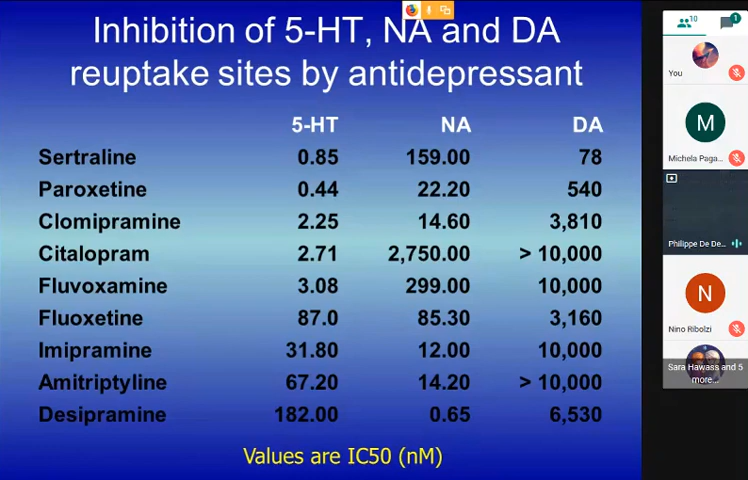 Inhibition of 5-HT, NA and DA
reuptake sites by antidepressant
5-HT NA DA
Sertraline 0.85 159.00 78
Paroxetine 0.44 22.20 540
Clomipramine 2.25 14.60 3,810
Citalopram 2.71 2,750.00 > 10,000
Fluvoxamine 3.08 299.00 10,000
Fluoxetine 87.0 85.30 3,160
Imipramine 31.80 12.00 10,000
Amitriptyline 67.20 14.20 > 10,000
Desipramine 182.00 0.65 6,530
Values are IC50 (nM)
10 1
You
M
Michela Paga...
Philippe De De...
N
Nino Ribolzi
Sara Hawass and 5
more...